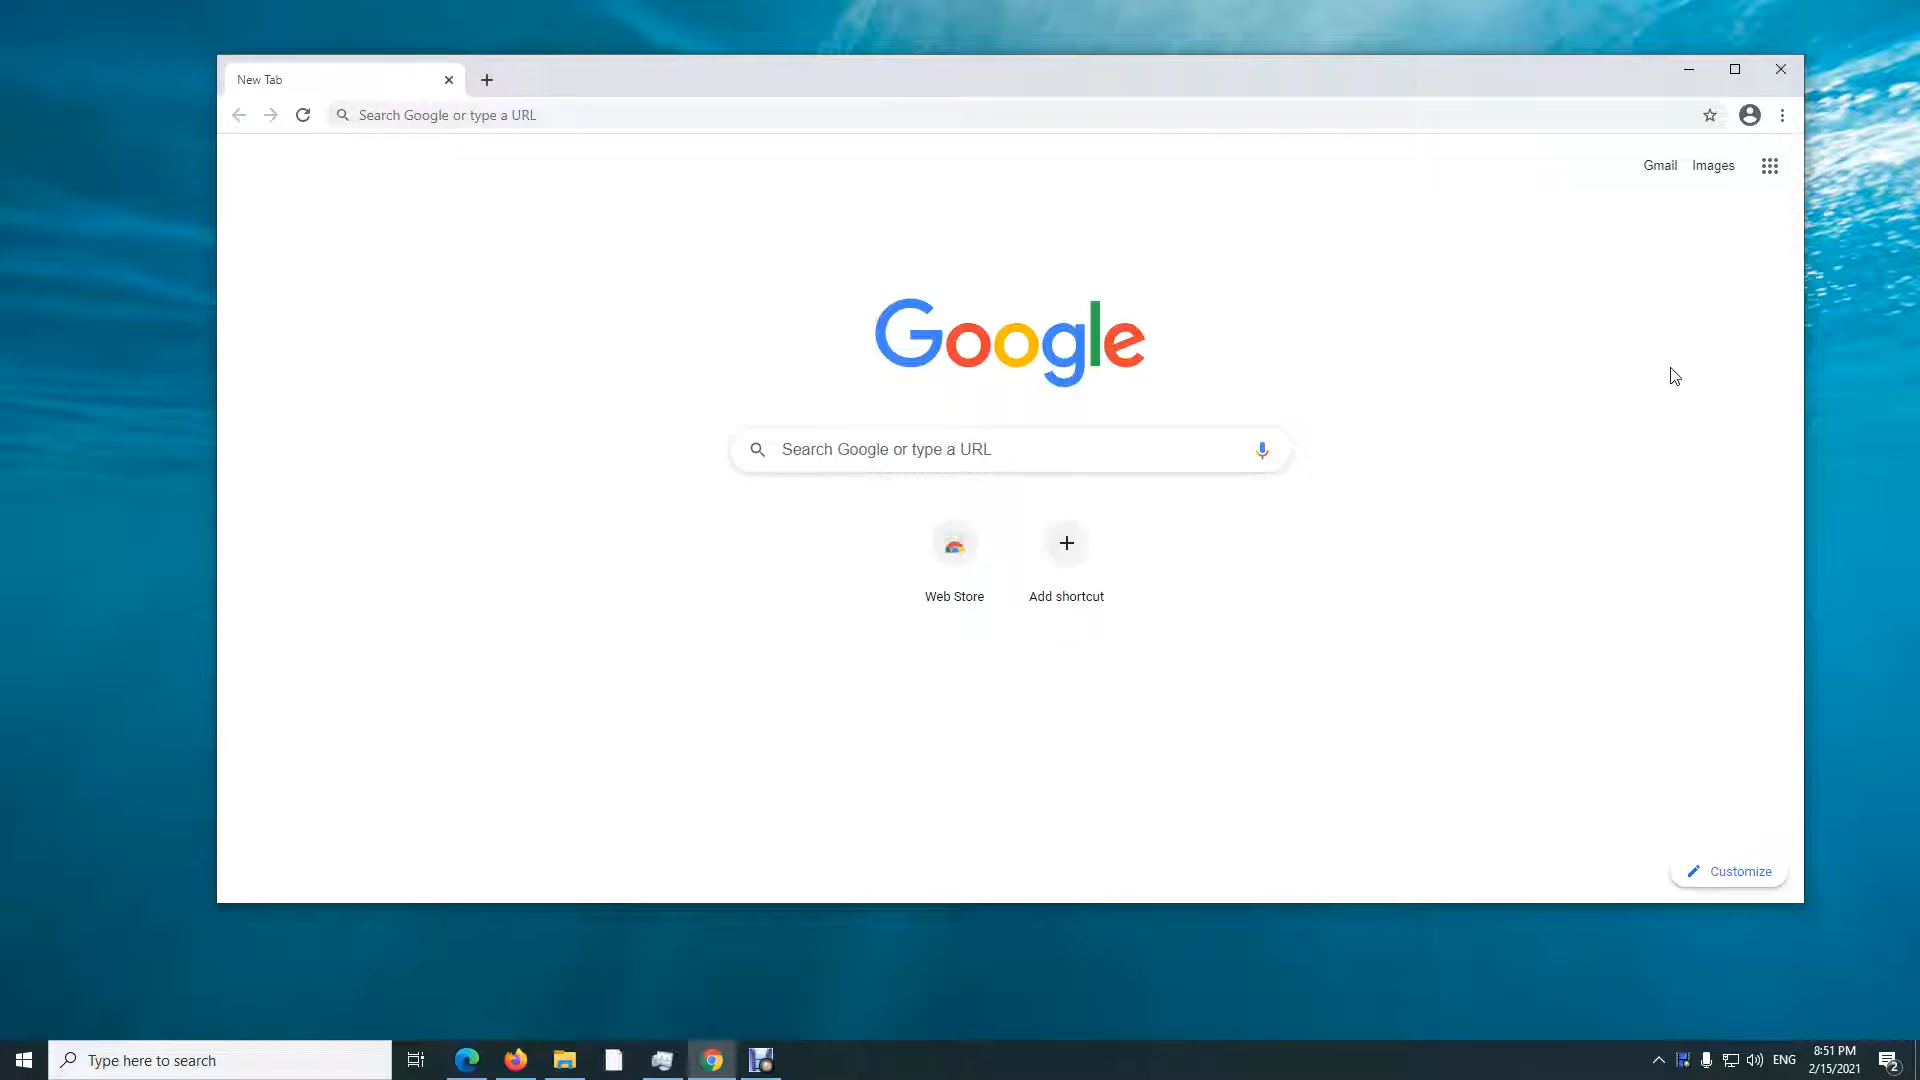 New Tab
Search Google or type a URL
Gmail Images
Google
Search Google or type a URL
Web Store Add shortcut
Customize
Type here to search
ENG
8:51 PM
2/15/2021
2